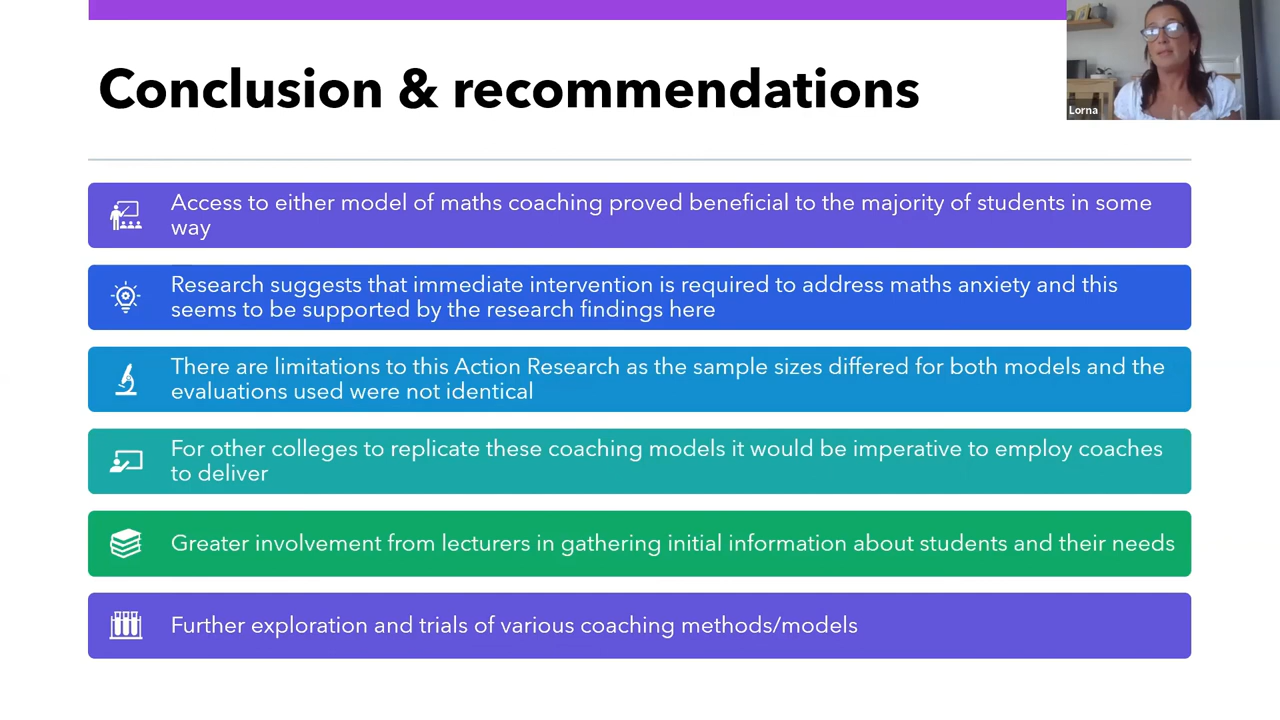 Conclusion & recommendations
Lorna
Access to either model of maths coaching proved beneficial to the majority of students in some
way
Research suggests that immediate intervention is required to address maths anxiety and this
seems to be supported by the research findings here
There are limitations to this Action Research as the sample sizes differed for both models and the
evaluations used were not identical
For other colleges to replicate these coaching models it would be imperative to employ coaches
to deliver
Greater involvement from lecturers in gathering initial information about students and their needs
Further exploration and trials of various coaching methods/models